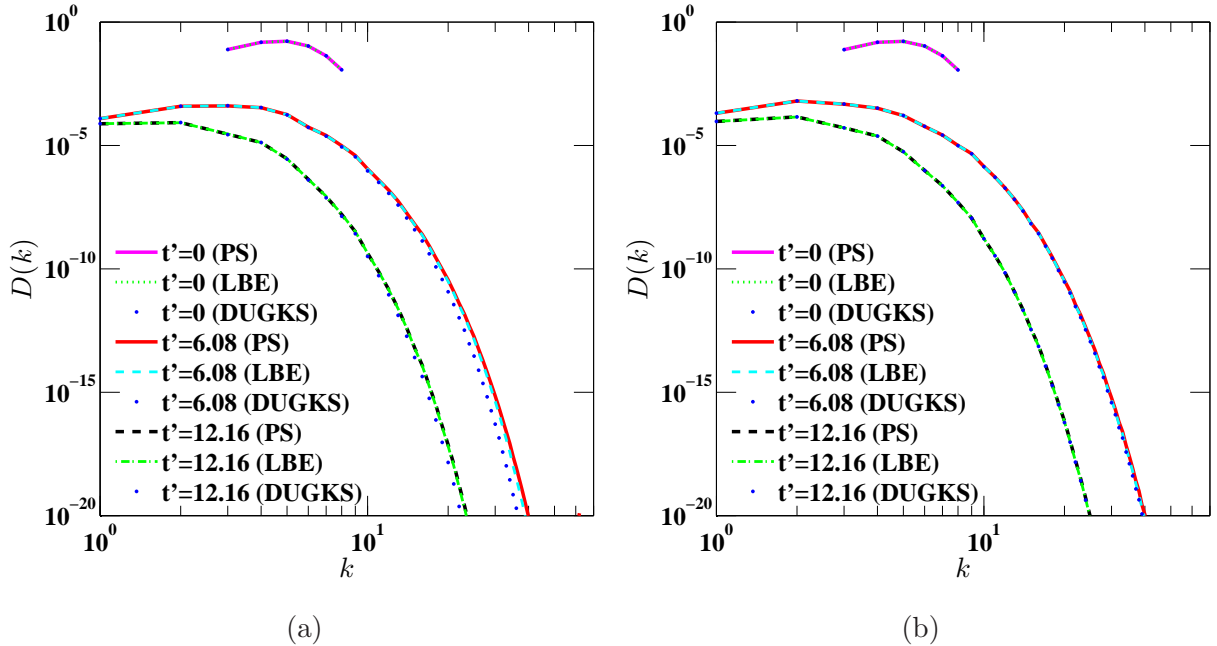 10^0
10^-5
10^-10
10^-15
10^-20
D(k)
t'=0 (PS)
t'=0 (LBE)
t'=0 (DUGKS)
t'=6.08 (PS)
t'=6.08 (LBE)
t'=6.08 (DUGKS)
t'=12.16 (PS)
t'=12.16 (LBE)
t'=12.16 (DUGKS)
10^0 10^1
k
(a)
10^0
10^-5
10^-10
10^-15
10^-20
D(k)
t'=0 (PS)
t'=0 (LBE)
t'=0 (DUGKS)
t'=6.08 (PS)
t'=6.08 (LBE)
t'=6.08 (DUGKS)
t'=12.16 (PS)
t'=12.16 (LBE)
t'=12.16 (DUGKS)
10^0 10^1
k
(b)